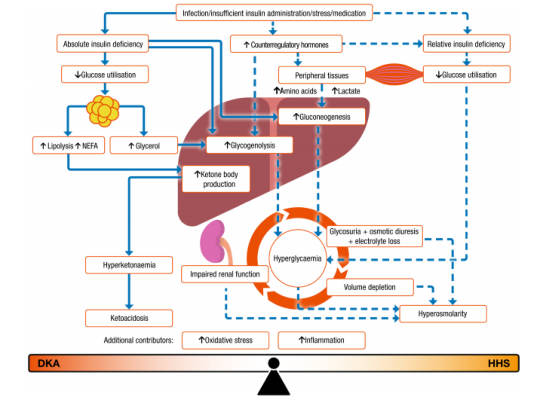 Infection/insufficient insulin administration/stress/medication
Absolute insulin deficiency
↑ Counterregulatory hormones
Relative insulin deficiency
↓Glucose utilisation
Peripheral tissues
↓Glucose utilisation
↑Amino acids
↑Lactate
↑Gluconeogenesis
↑ Lipolysis ↑ NEFA
↑ Glycerol
↑Glycogenolysis
↑Ketone body
production
Glycosuria + osmotic diuresis
+ electrolyte loss
Hyperketonaemia
Impaired renal function
Hyperglycaemia
Volume depletion
Ketoacidosis
Hyperosmolarity
Additional contributors:
↑Oxidative stress
↑Inflammation
DKA
HHS